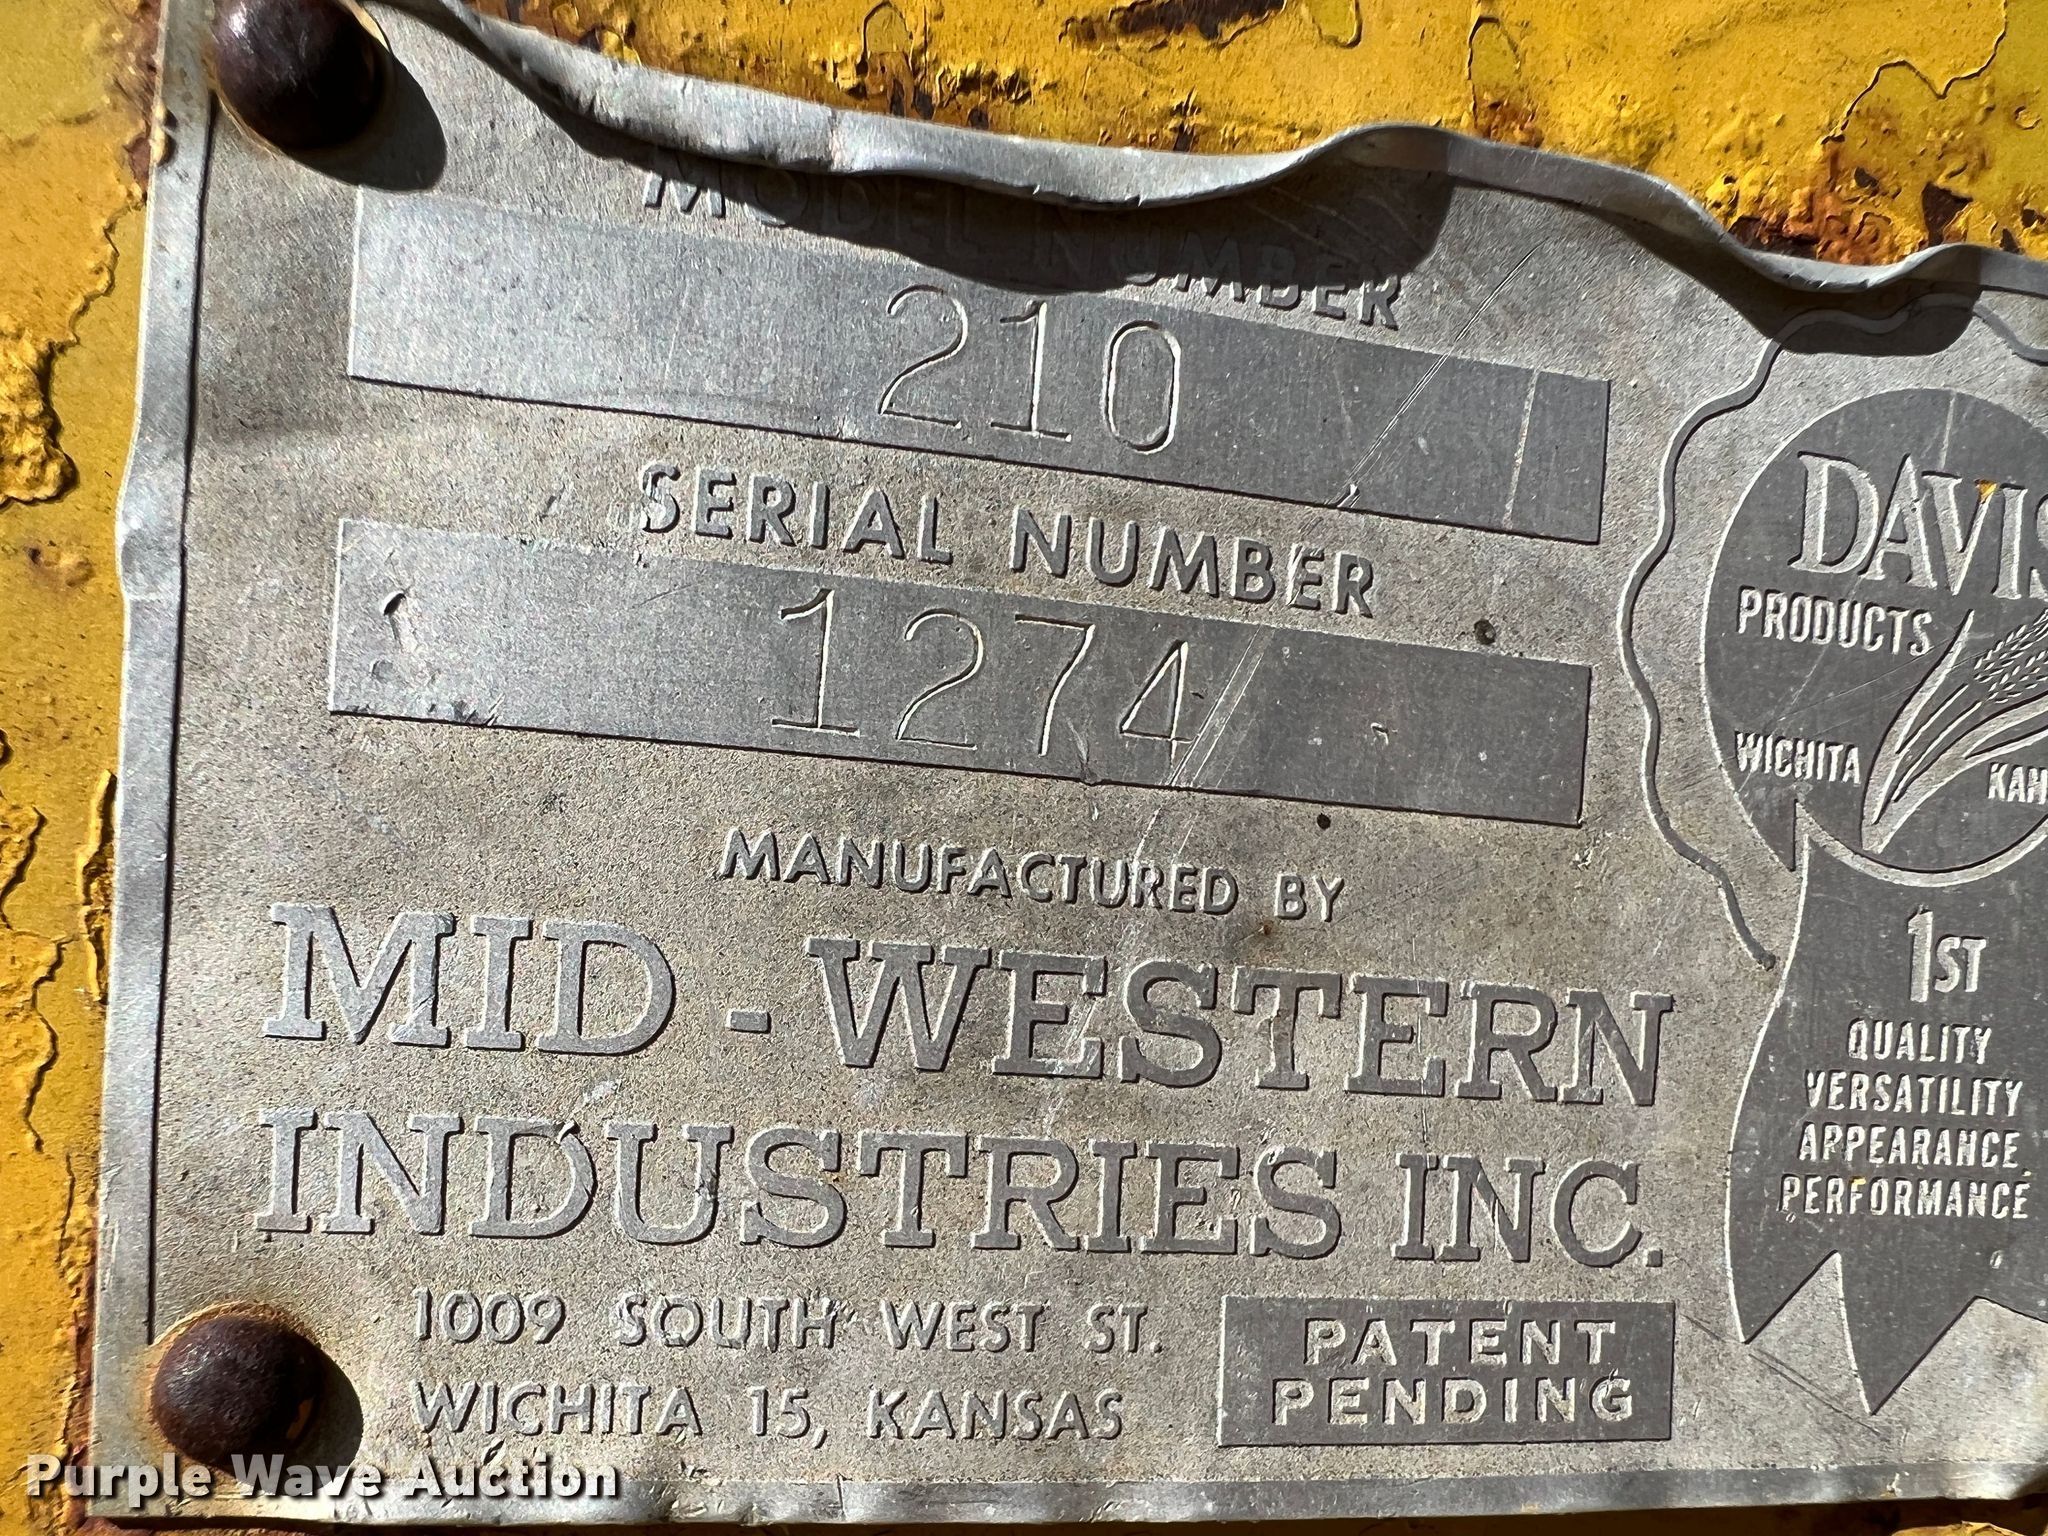 MODEL NUMBER
210
SERIAL NUMBER
1274
MANUFACTURED BY
MID-WESTERN
INDUSTRIES INC.
1009 SOUTH WEST ST.
WICHITA 15, KANSAS
PATENT
PENDING
DAVIS
PRODUCTS
WICHITA KAN
1ST
QUALITY
VERSATILITY
APPEARANCE
PERFORMANCE
Purple Wave Auction